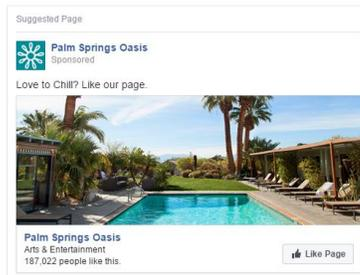 Suggested Page
Palm Springs Oasis
Sponsored
Love to Chill? Like our page.
Palm Springs Oasis
Arts & Entertainment
187,022 people like this.
Like Page